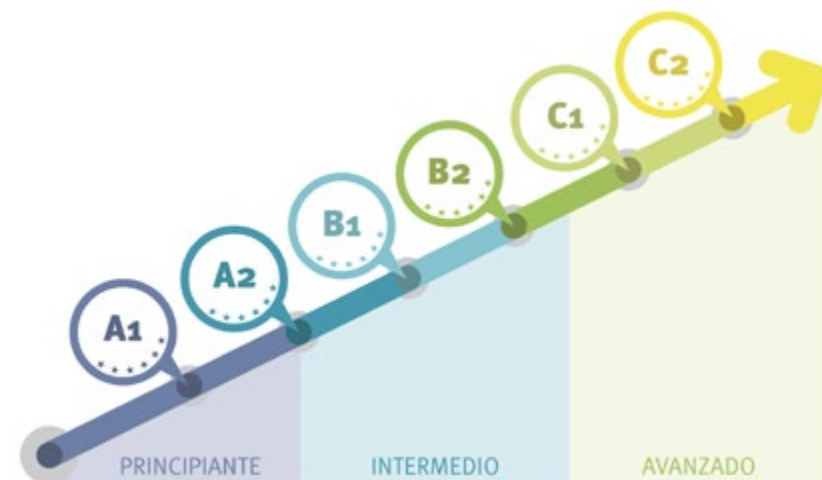 A1
A2
B1
B2
C1
C2
PRINCIPIANTE
INTERMEDIO
AVANZADO